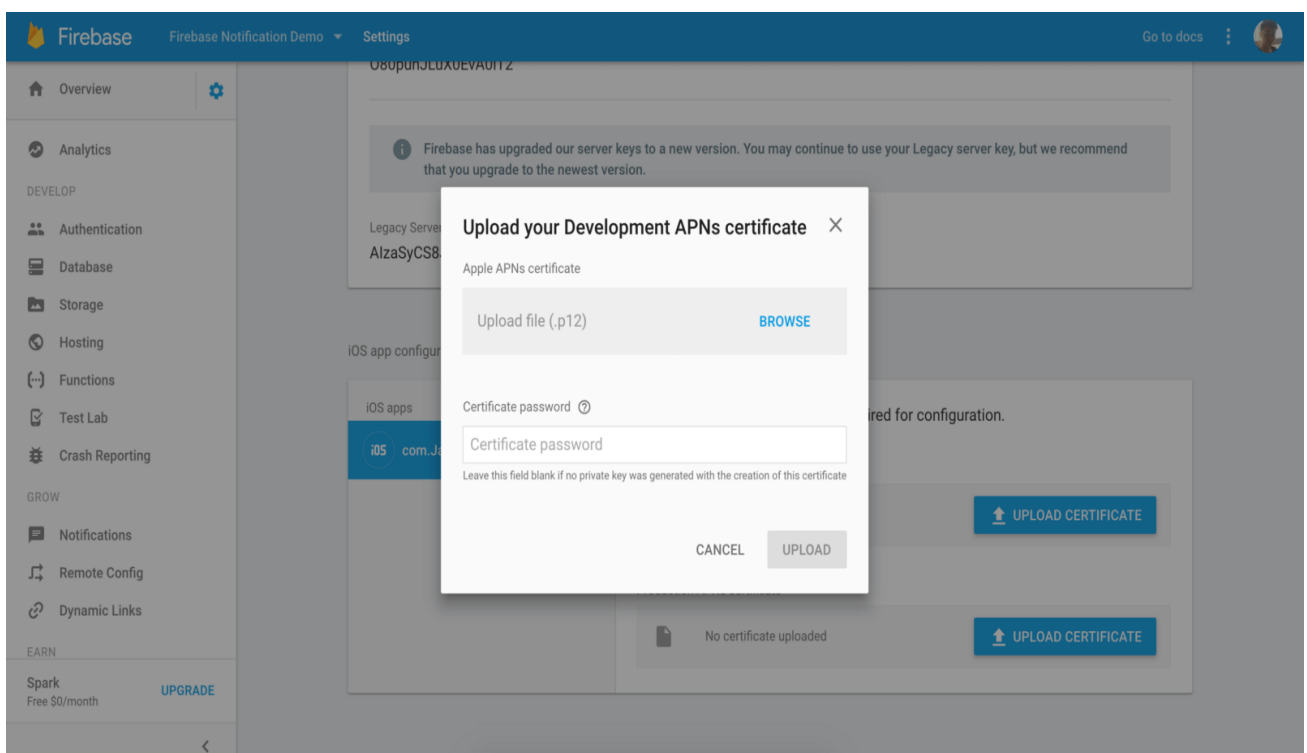 Firebase
Firebase Notification Demo
Settings
Go to docs
Overview
Analytics
DEVELOP
Authentication
Database
Storage
Hosting
Functions
Test Lab
Crash Reporting
GROW
Notifications
Remote Config
Dynamic Links
EARN
Spark
Free $0/month
UPGRADE
Firebase has upgraded our server keys to a new version. You may continue to use your Legacy server key, but we recommend
that you upgrade to the newest version.
Legacy Server
AIzaSyCS8
iOS app configur
iOS apps
iOS com.Ja
Upload your Development APNs certificate
Apple APNs certificate
Upload file (.p12)
BROWSE
Certificate password
Certificate password
Leave this field blank if no private key was generated with the creation of this certificate
CANCEL
UPLOAD
ired for configuration.
UPLOAD CERTIFICATE
No certificate uploaded
UPLOAD CERTIFICATE